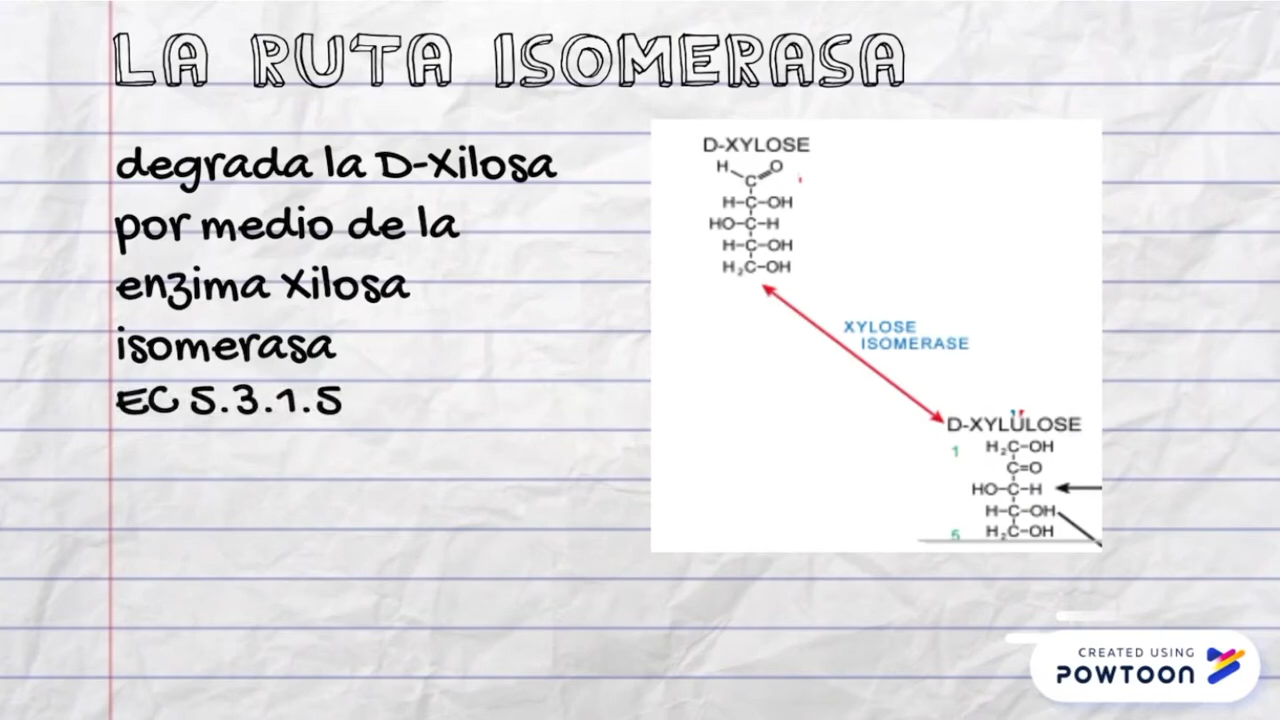 LA RUTA ISOMERASA
degrada la D-Xilosa
por medio de la
enzima Xilosa
isomerasa
EC 5.3.1.5
D-XYLOSE
H O
C
H-C-OH
HO-C-H
H-C-OH
H₂C-OH
XYLOSE
ISOMERASE
D-XYLULOSE
1 H₂C-OH
C=O
HO-C-H
H-C-OH
5 H₂C-OH
CREATED USING
POWTOON